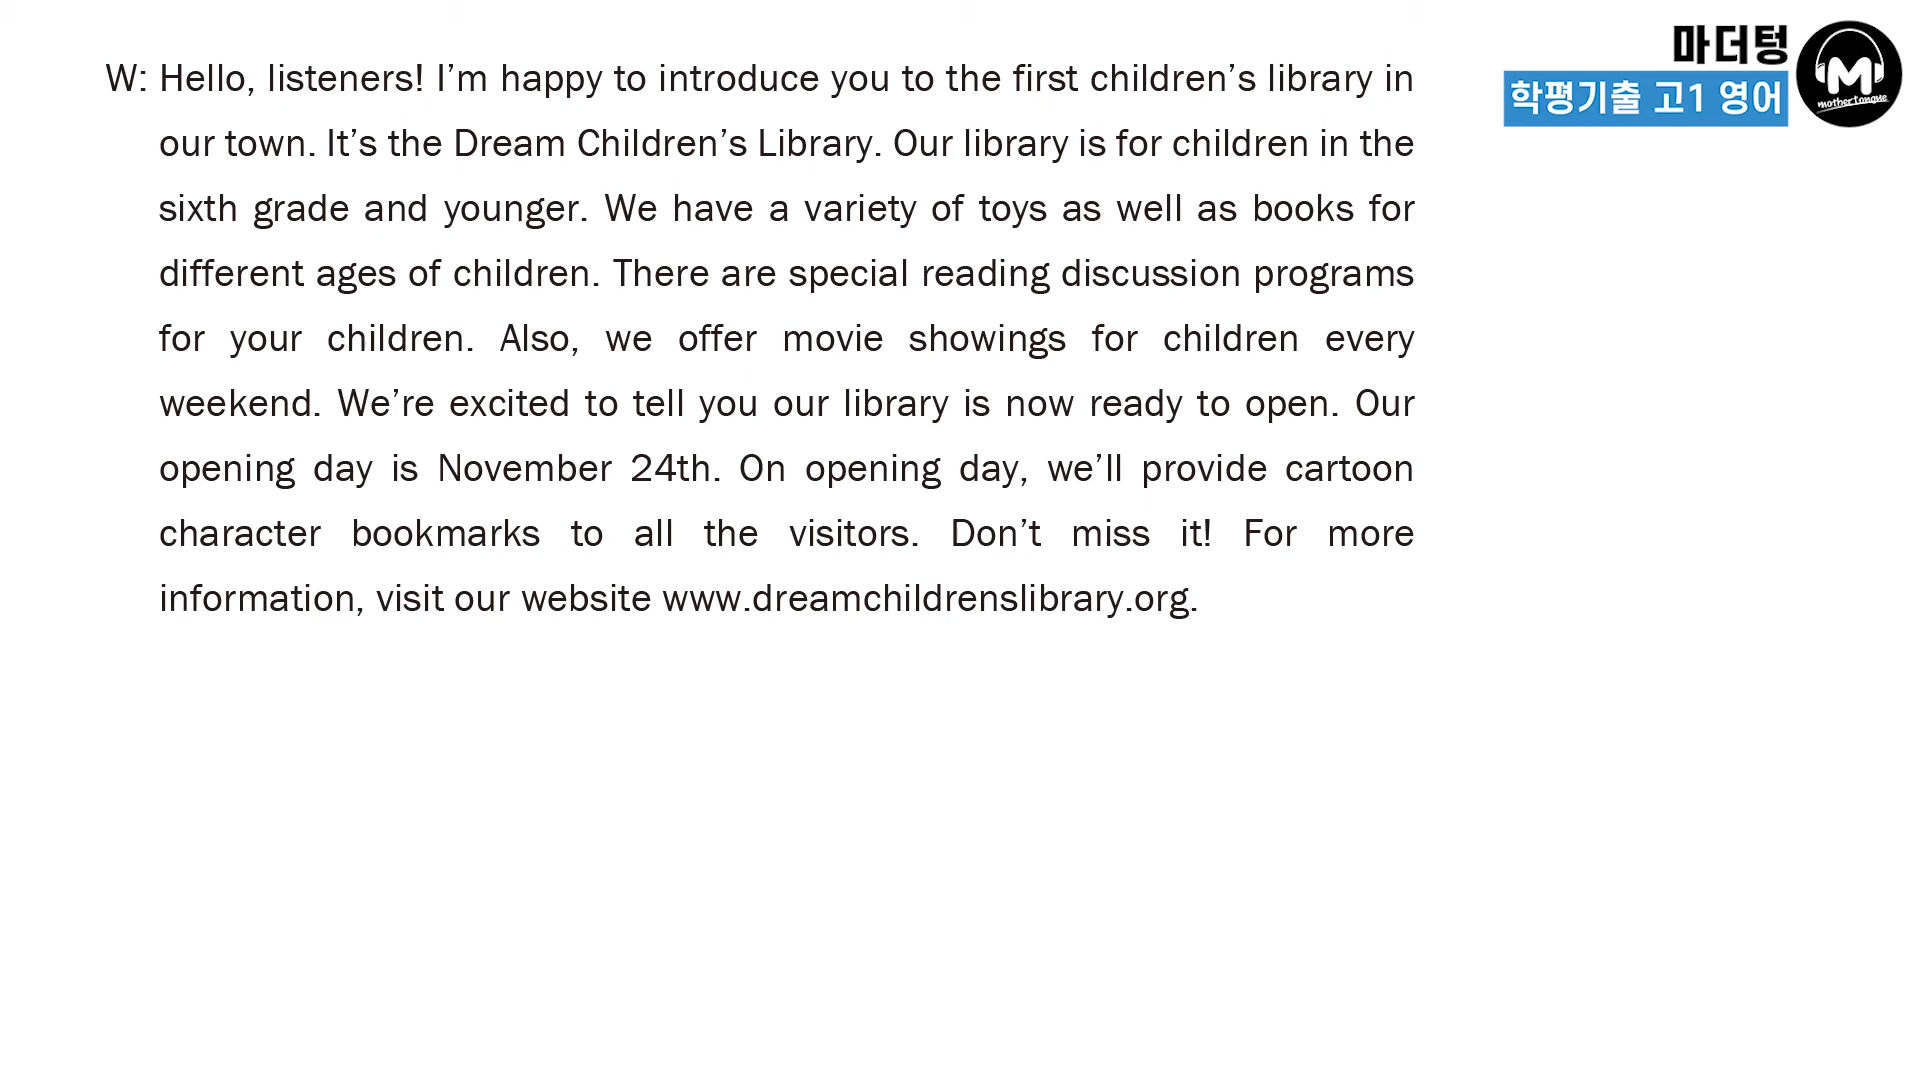 W: Hello, listeners! I’m happy to introduce you to the first children’s library in
our town. It’s the Dream Children’s Library. Our library is for children in the
sixth grade and younger. We have a variety of toys as well as books for
different ages of children. There are special reading discussion programs
for your children. Also, we offer movie showings for children every
weekend. We’re excited to tell you our library is now ready to open. Our
opening day is November 24th. On opening day, we’ll provide cartoon
character bookmarks to all the visitors. Don’t miss it! For more
information, visit our website www.dreamchildrenslibrary.org.
마더텅
학평기출 고1 영어
M
mothertongue